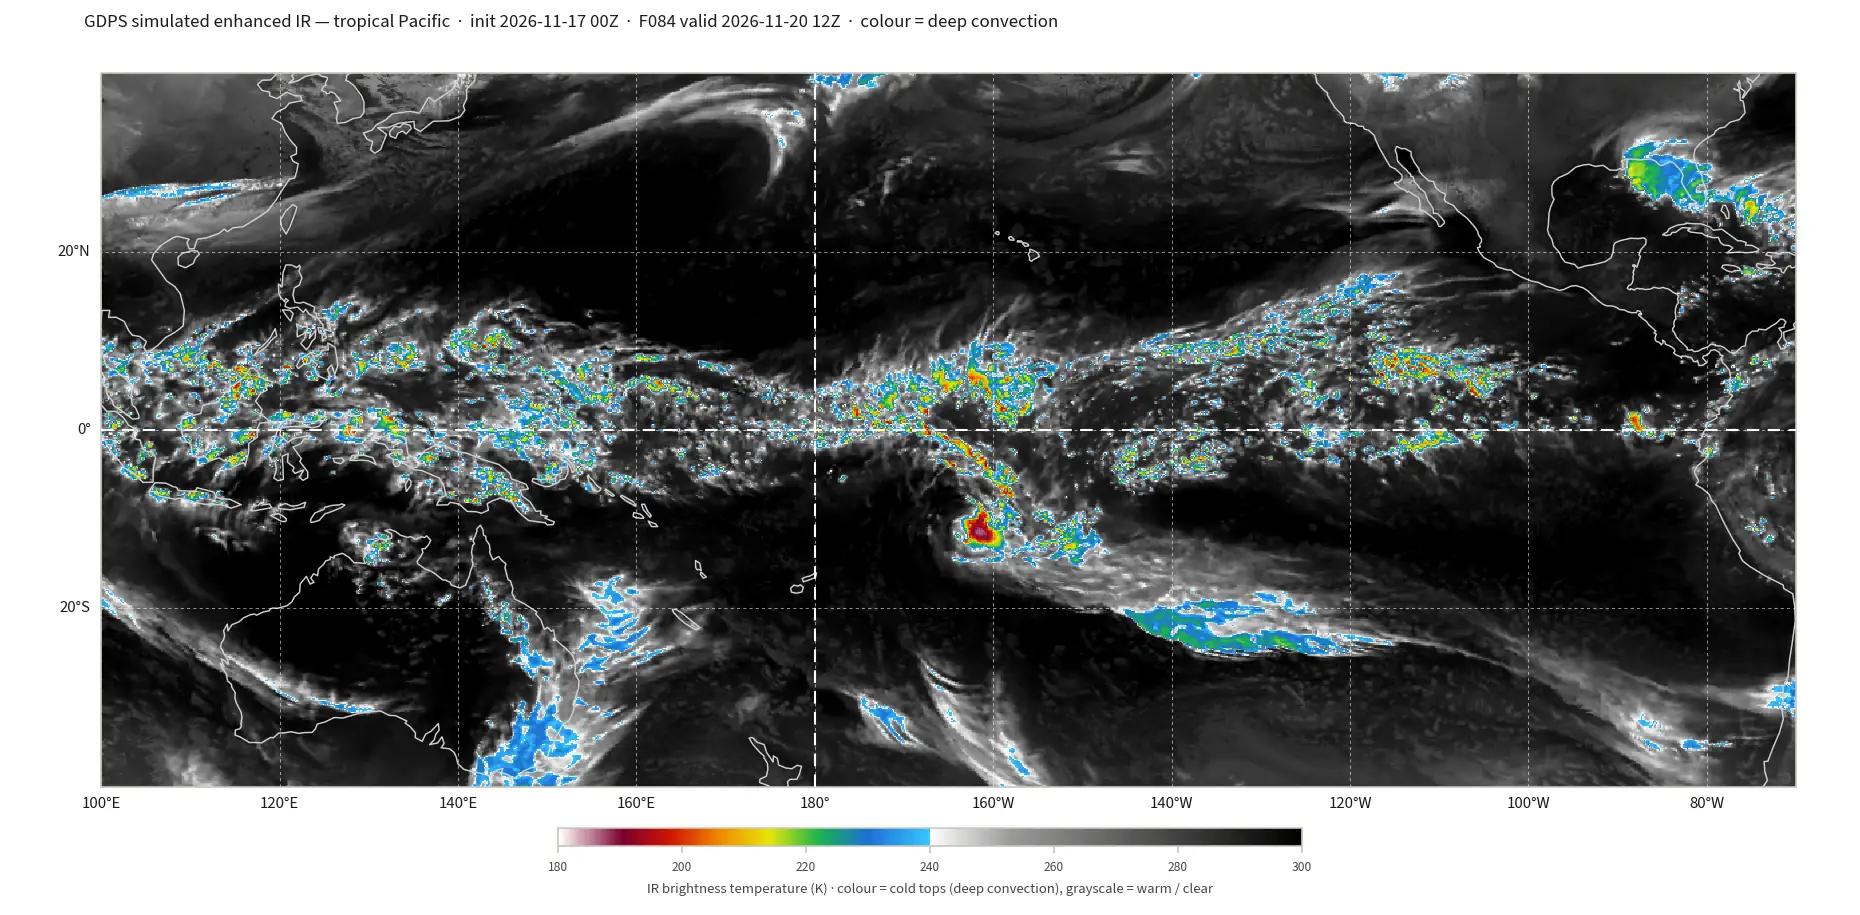 GDPS simulated enhanced IR — tropical Pacific · init 2026-11-17 00Z · F084 valid 2026-11-20 12Z · colour = deep convection
20°N
0°
20°S
100°E 120°E 140°E 160°E 180° 160°W 140°W 120°W 100°W 80°W
180 200 220 240 260 280 300
IR brightness temperature (K) · colour = cold tops (deep convection), grayscale = warm / clear